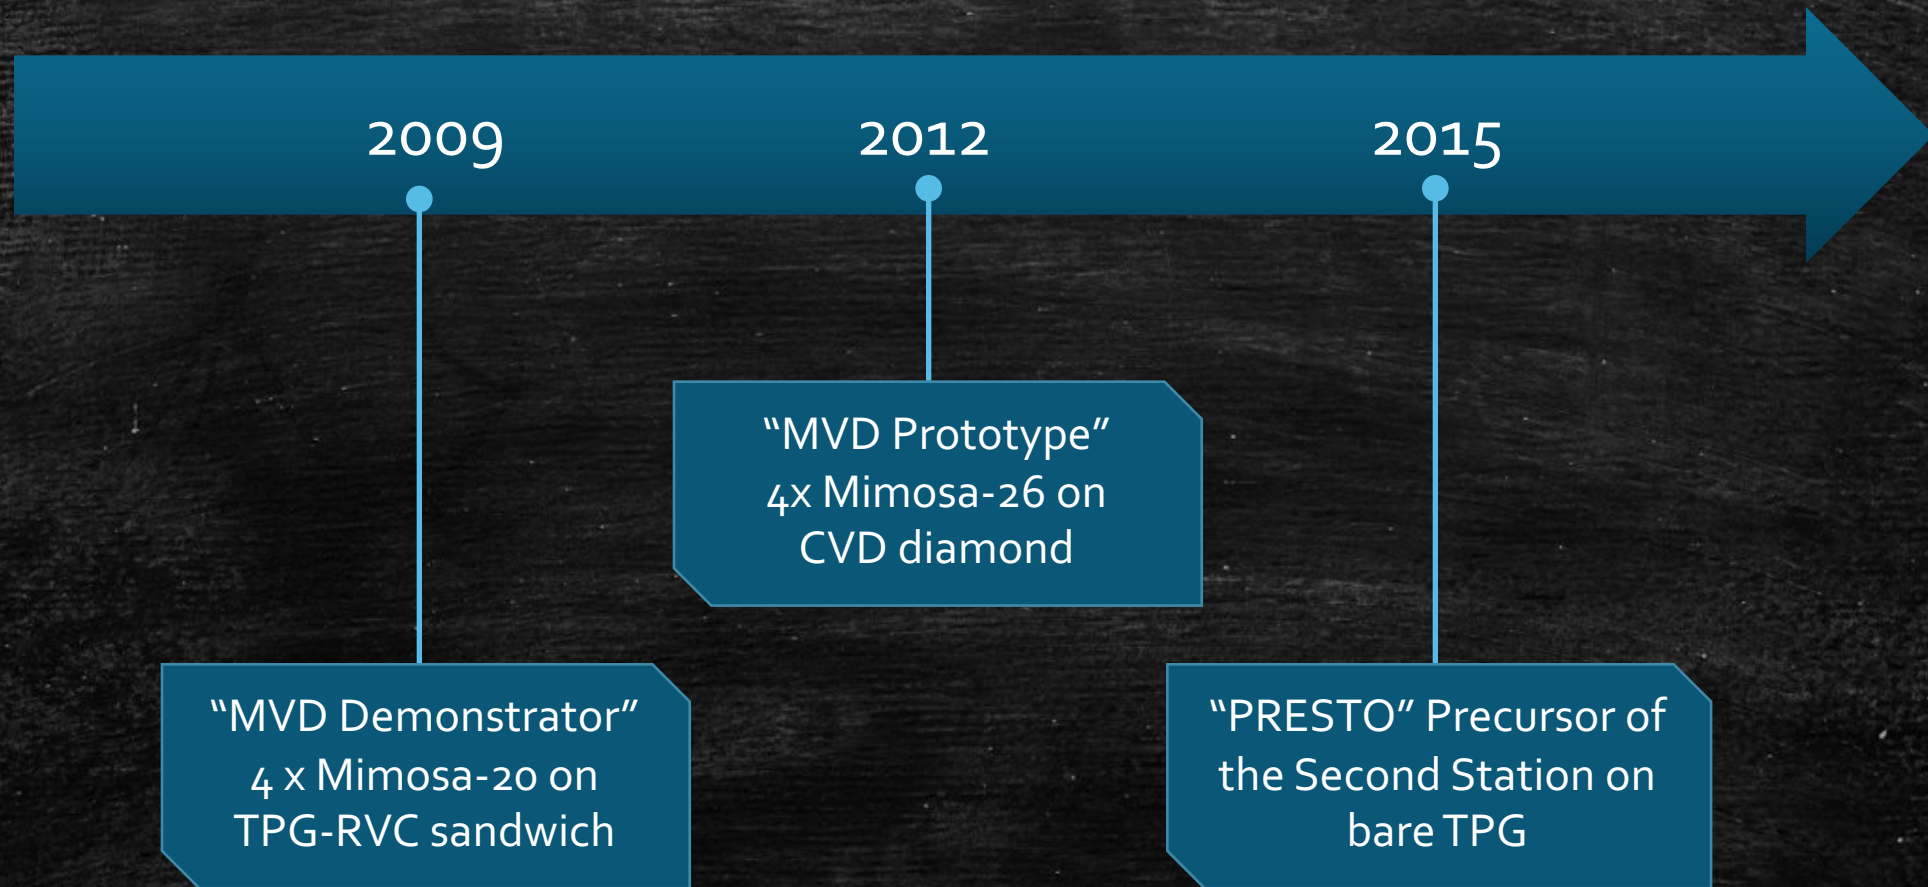 2009
2012
2015
“MVD Prototype”
4x Mimosa-26 on
CVD diamond
“MVD Demonstrator”
4 x Mimosa-20 on
TPG-RVC sandwich
“PRESTO” Precursor of
the Second Station on
bare TPG